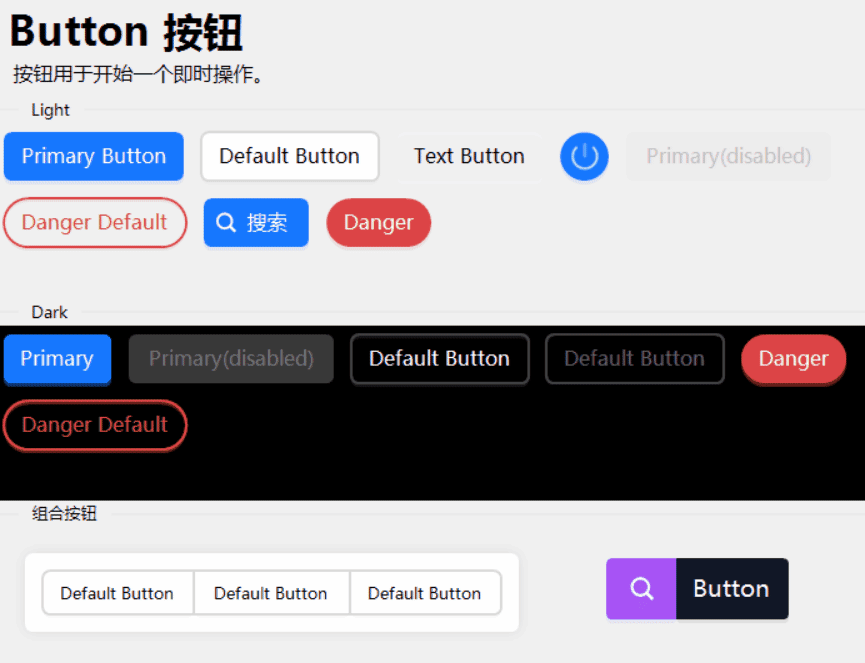 Button 按钮
按钮用于开始一个即时操作。
Light
Primary Button Default Button Text Button Primary(disabled)
Danger Default 搜索 Danger
Dark
Primary Primary(disabled) Default Button Default Button Danger
Danger Default
组合按钮
Default Button Default Button Default Button Button